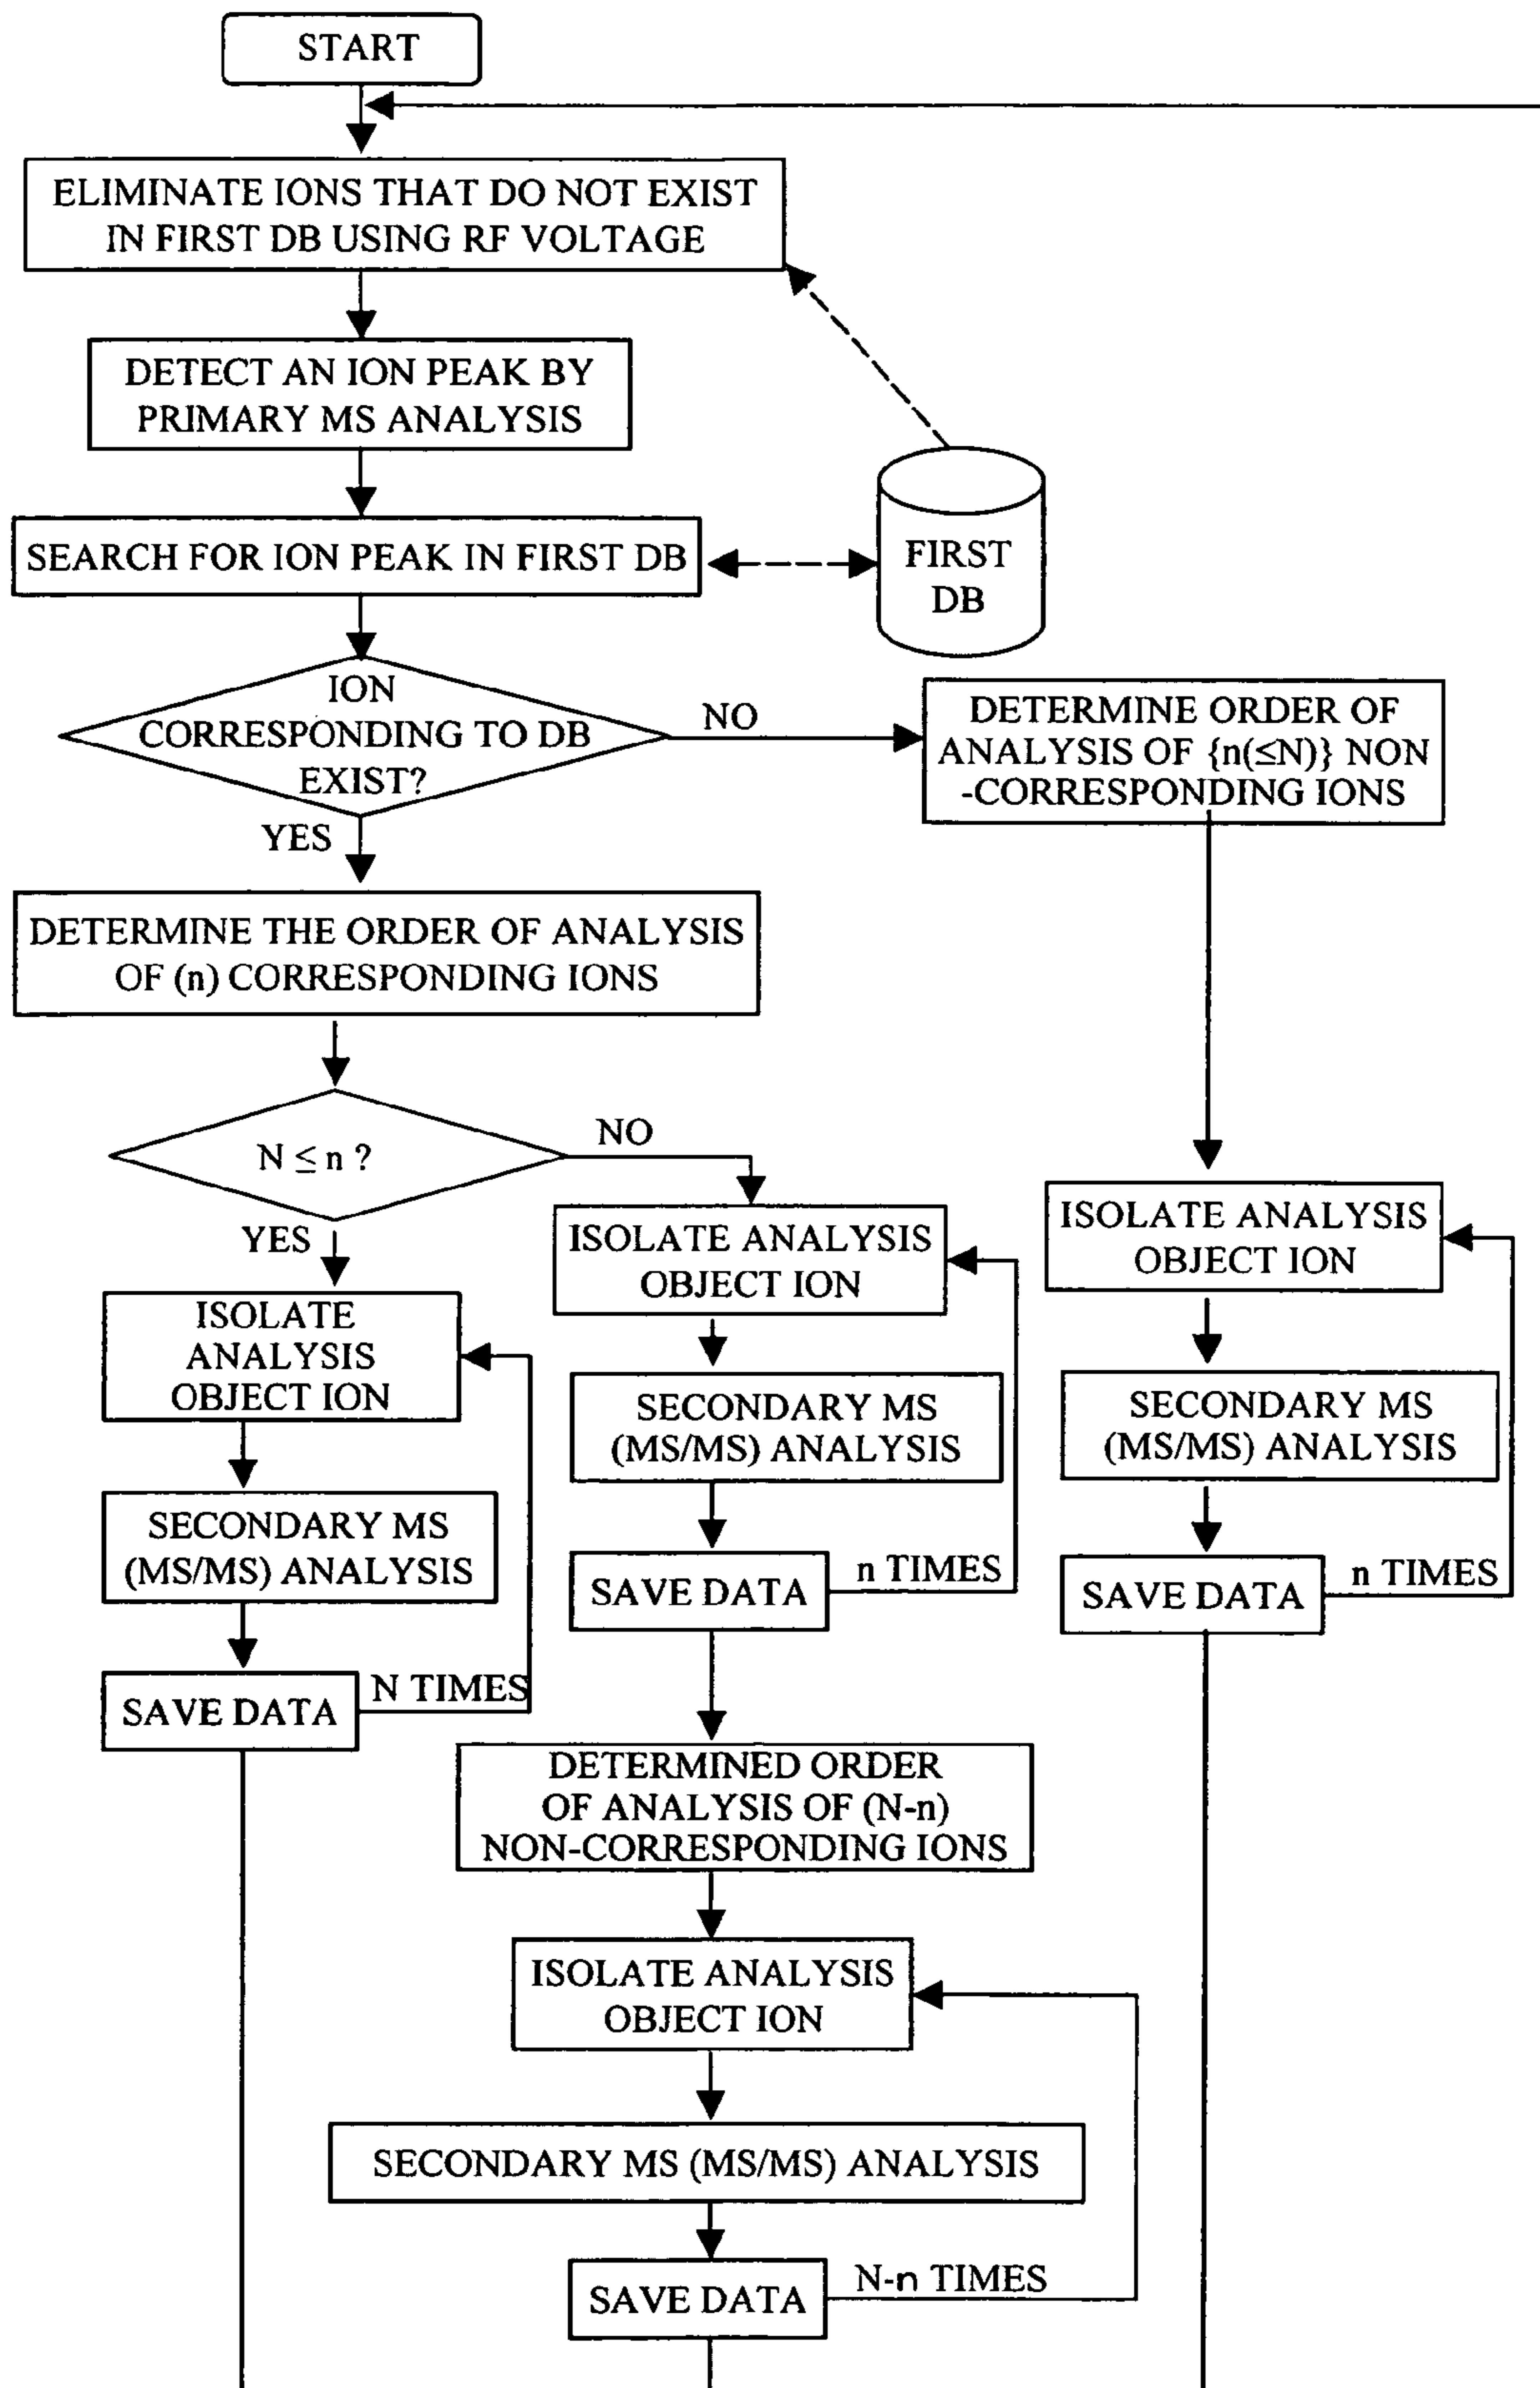 START
ELIMINATE IONS THAT DO NOT EXIST
IN FIRST DB USING RF VOLTAGE
DETECT AN ION PEAK BY
PRIMARY MS ANALYSIS
SEARCH FOR ION PEAK IN FIRST DB
FIRST
DB
ION
CORRESPONDING TO DB
EXIST?
NO
DETERMINE ORDER OF
ANALYSIS OF {n(≤N)} NON
-CORRESPONDING IONS
YES
DETERMINE THE ORDER OF ANALYSIS
OF (n) CORRESPONDING IONS
N ≤ n ?
NO
YES
ISOLATE
ANALYSIS
OBJECT ION
SECONDARY MS
(MS/MS) ANALYSIS
SAVE DATA
N TIMES
ISOLATE ANALYSIS
OBJECT ION
SECONDARY MS
(MS/MS) ANALYSIS
SAVE DATA
n TIMES
DETERMINED ORDER
OF ANALYSIS OF (N-n)
NON-CORRESPONDING IONS
ISOLATE ANALYSIS
OBJECT ION
SECONDARY MS (MS/MS) ANALYSIS
SAVE DATA
N-n TIMES
ISOLATE ANALYSIS
OBJECT ION
SECONDARY MS
(MS/MS) ANALYSIS
SAVE DATA
n TIMES